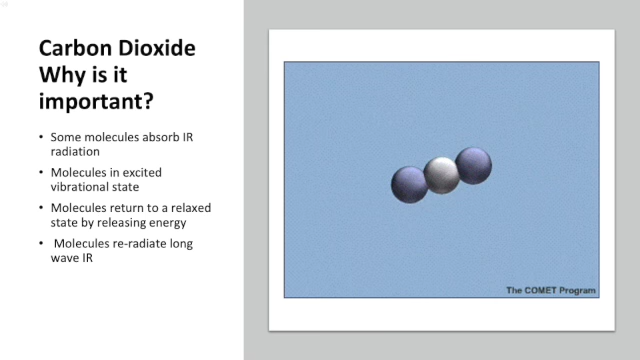 Carbon Dioxide
Why is it
important?
• Some molecules absorb IR
radiation
• Molecules in excited
vibrational state
• Molecules return to a relaxed
state by releasing energy
• Molecules re-radiate long
wave IR
The COMET Program